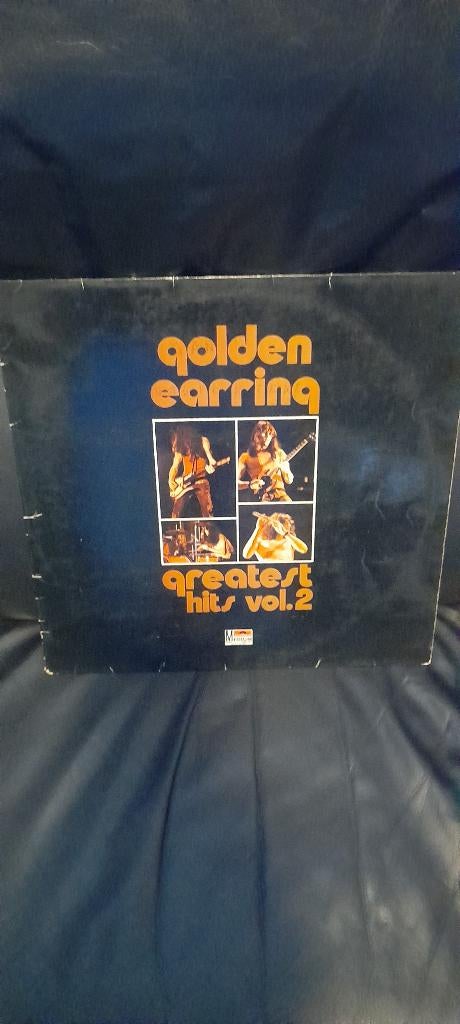 golden
earring
greatest
hits vol.2